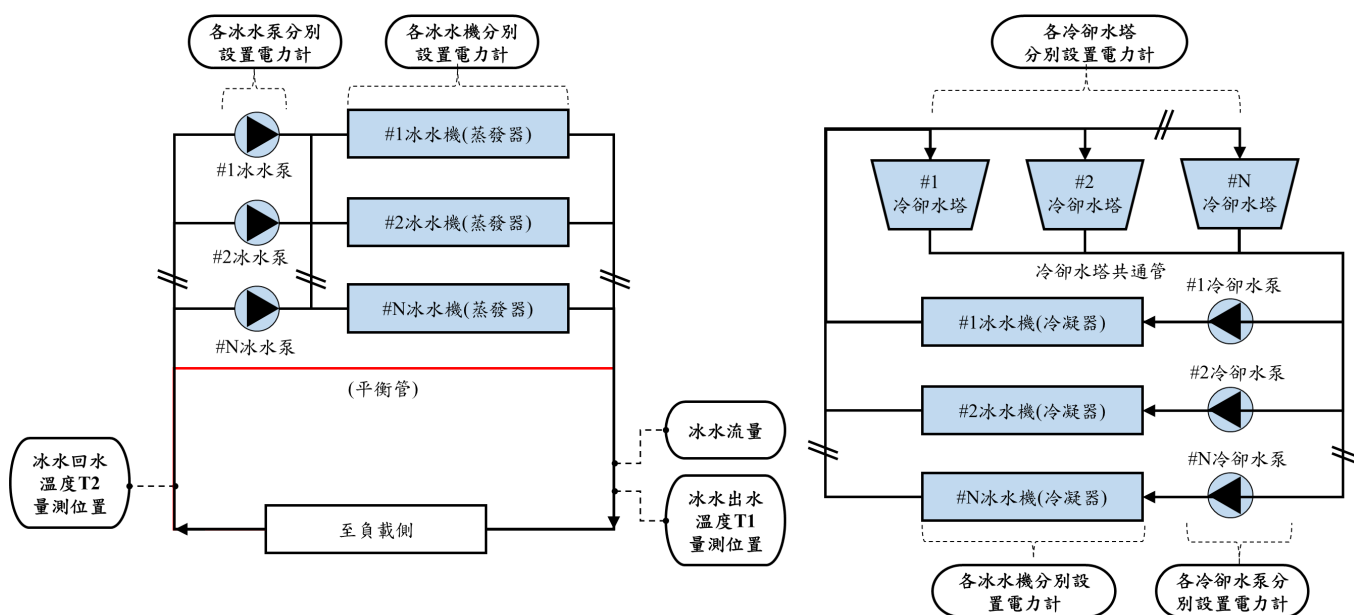 各冰水泵分別
設置電力計
各冰水機分別
設置電力計
#1冰水泵
#1冰水機(蒸發器)
#2冰水泵
#2冰水機(蒸發器)
#N冰水泵
#N冰水機(蒸發器)
(平衡管)
冰水流量
冰水回水
溫度T2
量測位置
冰水出水
溫度T1
量測位置
至負載側
各冷卻水塔
分別設置電力計
#1
冷卻水塔
#2
冷卻水塔
#N
冷卻水塔
冷卻水塔共通管
#1冷卻水泵
#1冰水機(冷凝器)
#2冷卻水泵
#2冰水機(冷凝器)
#N冷卻水泵
#N冰水機(冷凝器)
各冰水機分別設
置電力計
各冷卻水泵分
別設置電力計